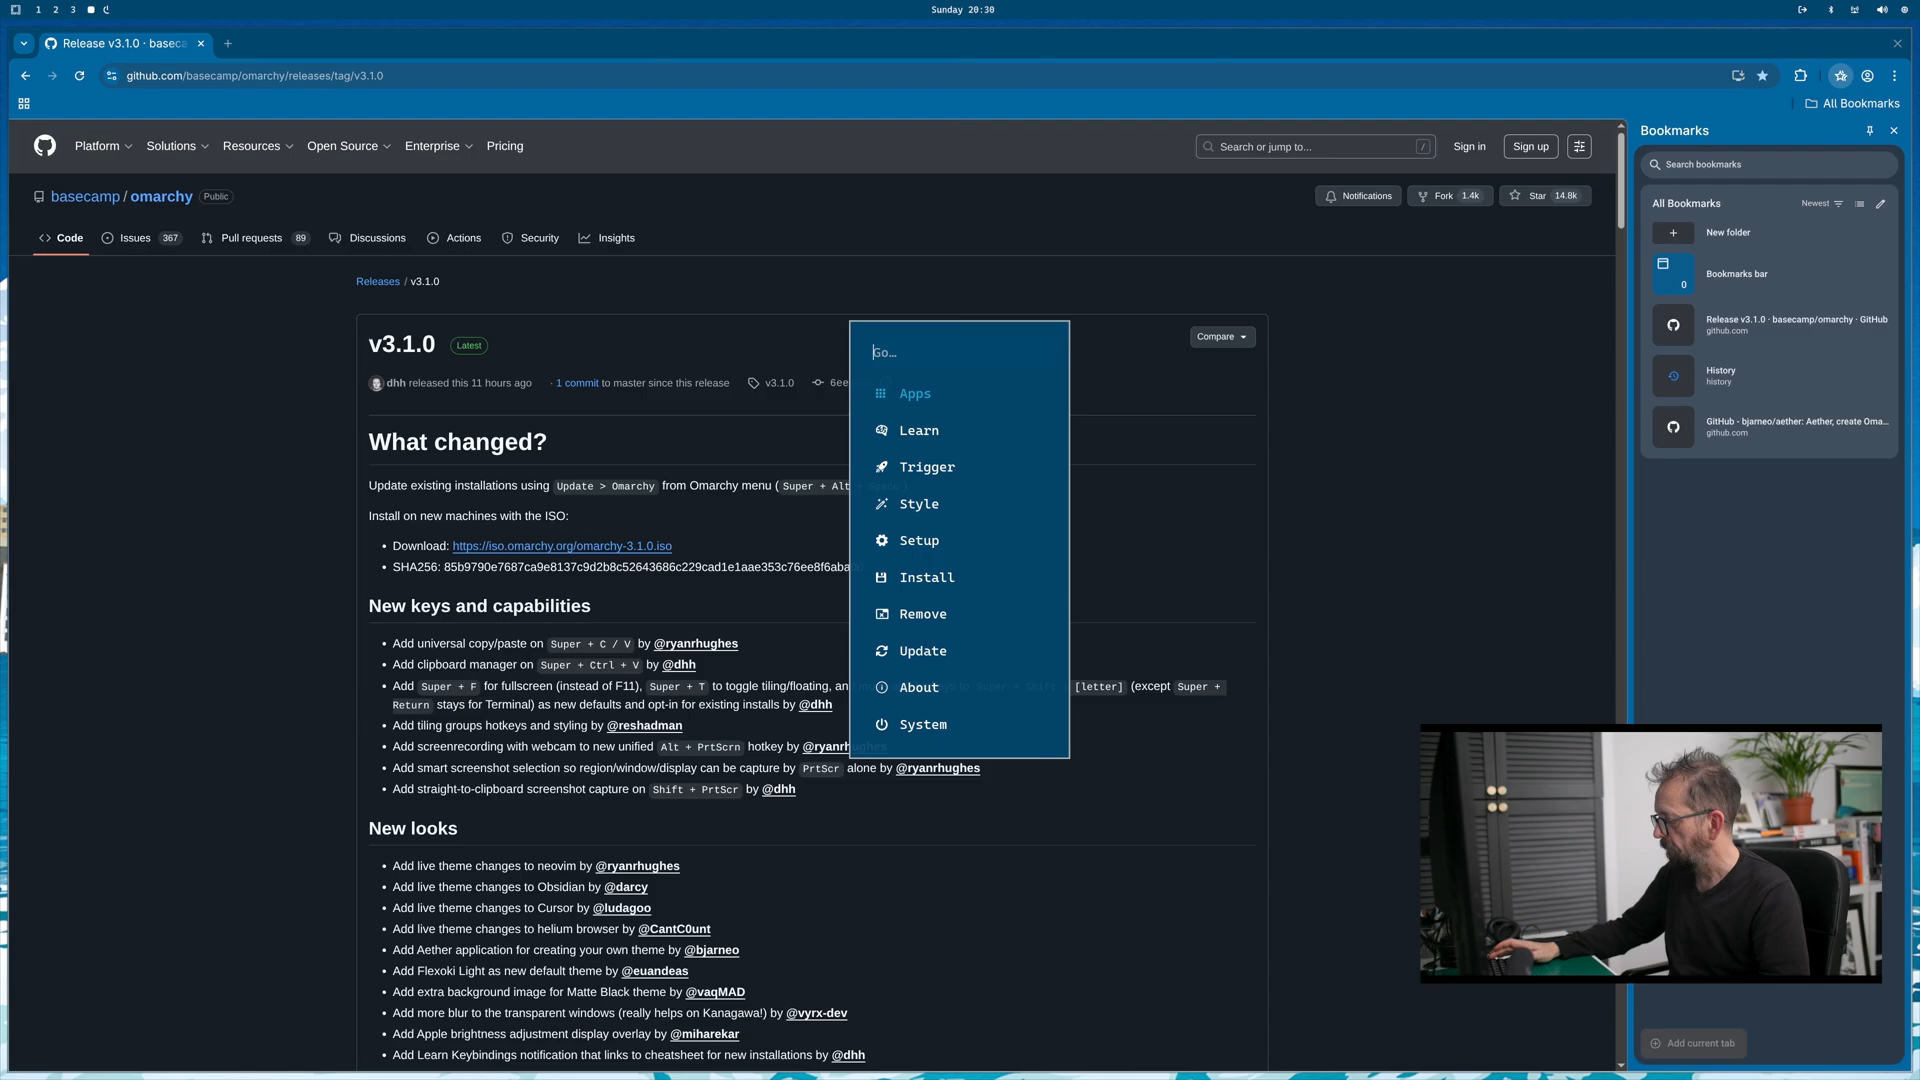 1 2 3
Sunday 20:30
Release v3.1.0 · baseca
github.com/basecamp/omarchy/releases/tag/v3.1.0
All Bookmarks
Platform Solutions Resources Open Source Enterprise Pricing
Search or jump to... /
Sign in
Sign up
basecamp / omarchy Public
Notifications
Fork 1.4k
Star 14.8k
Code
Issues 367
Pull requests 89
Discussions
Actions
Security
Insights
Releases / v3.1.0
v3.1.0 Latest
Compare
dhh released this 11 hours ago · 1 commit to master since this release v3.1.0 6ee
What changed?
Update existing installations using Update > Omarchy from Omarchy menu (Super + Alt + Space)
Install on new machines with the ISO:
• Download: https://iso.omarchy.org/omarchy-3.1.0.iso
• SHA256: 85b9790e7687ca9e8137c9d2b8c52643686c229cad1e1aae353c76ee8f6aba
New keys and capabilities
• Add universal copy/paste on Super + C / V by @ryanrhughes
• Add clipboard manager on Super + Ctrl + V by @dhh
• Add Super + F for fullscreen (instead of F11), Super + T to toggle tiling/floating, and to Super + Shift [letter] (except Super +
Return stays for Terminal) as new defaults and opt-in for existing installs by @dhh
• Add tiling groups hotkeys and styling by @reshadman
• Add screenrecording with webcam to new unified Alt + PrtScrn hotkey by @ryanrhughes
• Add smart screenshot selection so region/window/display can be capture by PrtScr alone by @ryanrhughes
• Add straight-to-clipboard screenshot capture on Shift + PrtScr by @dhh
New looks
• Add live theme changes to neovim by @ryanrhughes
• Add live theme changes to Obsidian by @darcy
• Add live theme changes to Cursor by @ludagoo
• Add live theme changes to helium browser by @CantC0unt
• Add Aether application for creating your own theme by @bjarneo
• Add Flexoki Light as new default theme by @euandeas
• Add extra background image for Matte Black theme by @vaqMAD
• Add more blur to the transparent windows (really helps on Kanagawa!) by @vyrx-dev
• Add Apple brightness adjustment display overlay by @miharekar
• Add Learn Keybindings notification that links to cheatsheet for new installations by @dhh
Go…
Apps
Learn
Trigger
Style
Setup
Install
Remove
Update
About
System
Bookmarks
Search bookmarks
All Bookmarks
Newest
New folder
Bookmarks bar
0
Release v3.1.0 · basecamp/omarchy · GitHub
github.com
History
history
GitHub - bjarneo/aether: Aether, create Oma...
github.com
Add current tab